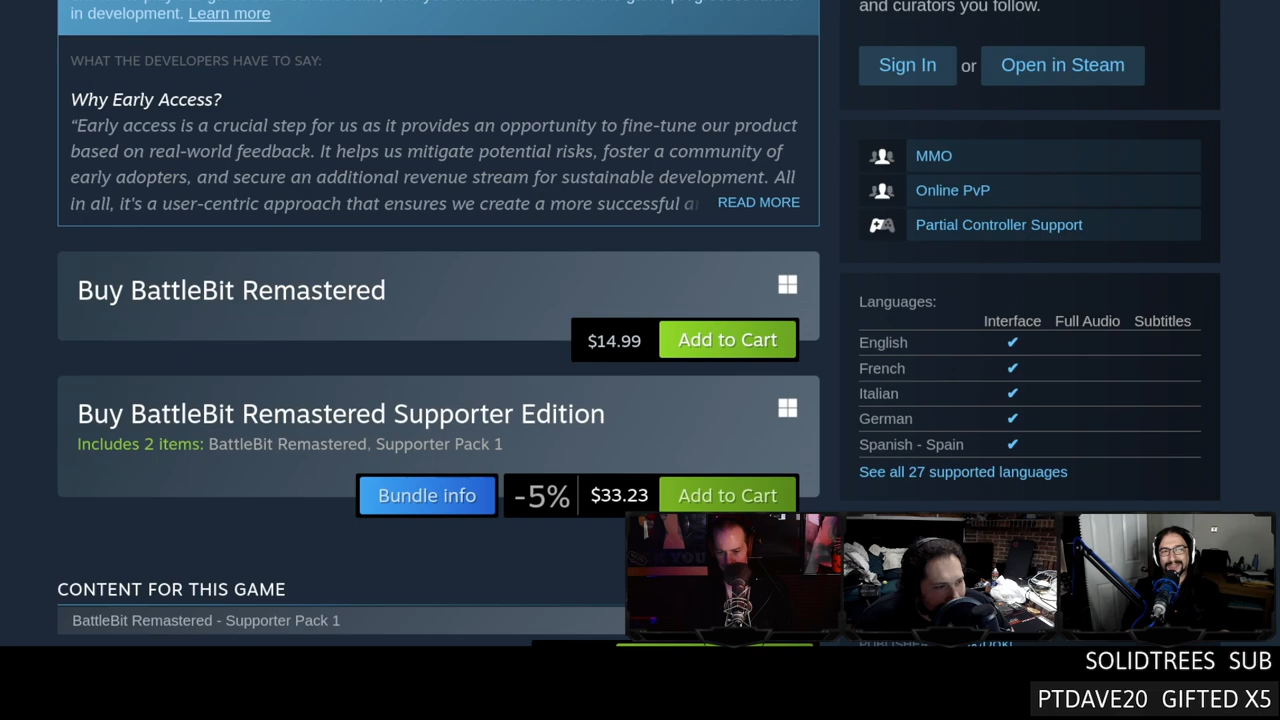 in development. Learn more
WHAT THE DEVELOPERS HAVE TO SAY:
Why Early Access?
“Early access is a crucial step for us as it provides an opportunity to fine-tune our product
based on real-world feedback. It helps us mitigate potential risks, foster a community of
early adopters, and secure an additional revenue stream for sustainable development. All
in all, it's a user-centric approach that ensures we create a more successful READ MORE
Buy BattleBit Remastered
$14.99 Add to Cart
Buy BattleBit Remastered Supporter Edition
Includes 2 items: BattleBit Remastered, Supporter Pack 1
Bundle info -5% $33.23 Add to Cart
CONTENT FOR THIS GAME
BattleBit Remastered - Supporter Pack 1
and curators you follow.
Sign In or Open in Steam
MMO
Online PvP
Partial Controller Support
Languages:
Interface Full Audio Subtitles
English ✔
French ✔
Italian ✔
German ✔
Spanish - Spain ✔
See all 27 supported languages
SOLIDTREES SUB
PTDAVE20 GIFTED X5